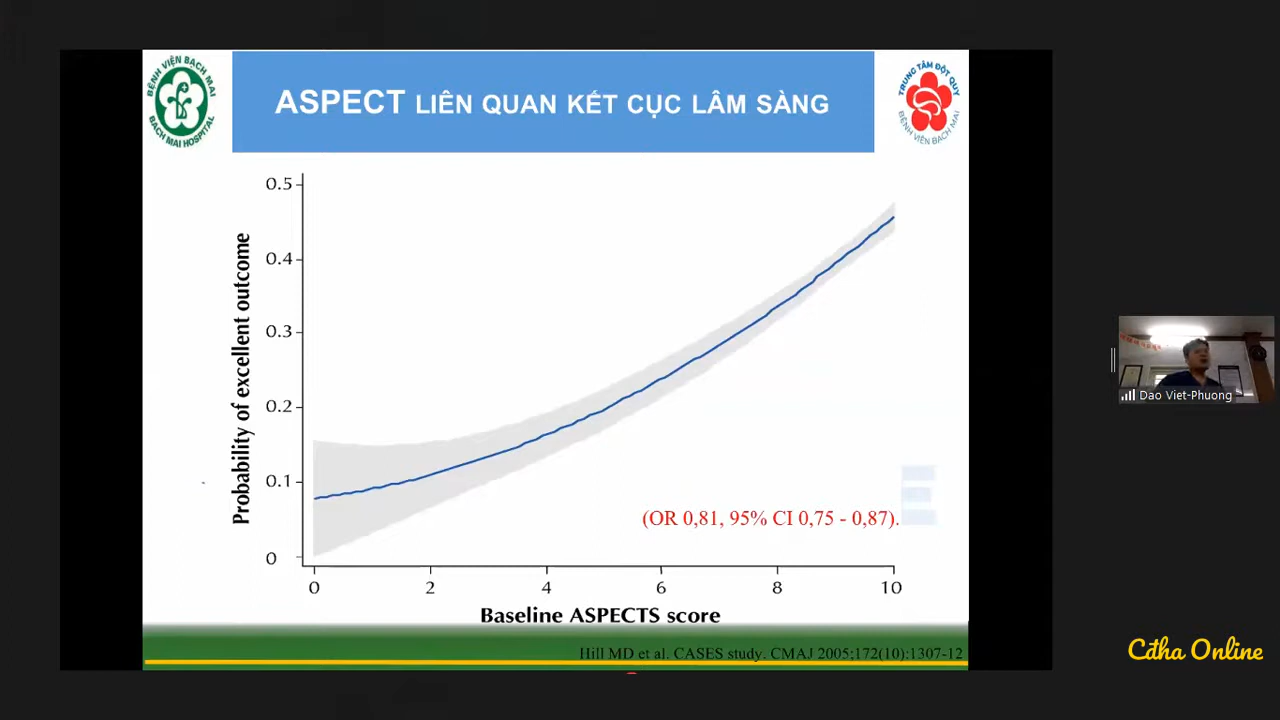 BỆNH VIỆN BẠCH MAI
BACH MAI HOSPITAL
ASPECT LIÊN QUAN KẾT CỤC LÂM SÀNG
TRUNG TÂM ĐỘT QUỴ
BỆNH VIỆN BẠCH MAI
Probability of excellent outcome
0.5
0.4
0.3
0.2
0.1
0
0 2 4 6 8 10
Baseline ASPECTS score
(OR 0,81, 95% CI 0,75 - 0,87).
Hill MD et al. CASES study. CMAJ 2005;172(10):1307-12
Dao Viet-Phuong
Cdha Online